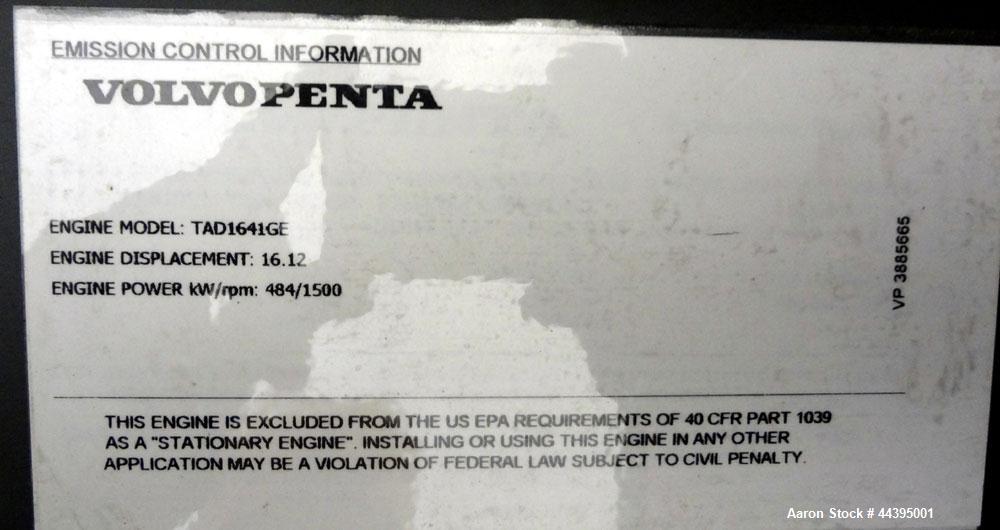 EMISSION CONTROL INFORMATION
VOLVO PENTA
ENGINE MODEL: TAD1641GE
ENGINE DISPLACEMENT: 16.12
ENGINE POWER kW/rpm: 484/1500
VP 3885665
THIS ENGINE IS EXCLUDED FROM THE US EPA REQUIREMENTS OF 40 CFR PART 1039
AS A "STATIONARY ENGINE". INSTALLING OR USING THIS ENGINE IN ANY OTHER
APPLICATION MAY BE A VIOLATION OF FEDERAL LAW SUBJECT TO CIVIL PENALTY.
Aaron Stock # 44395001